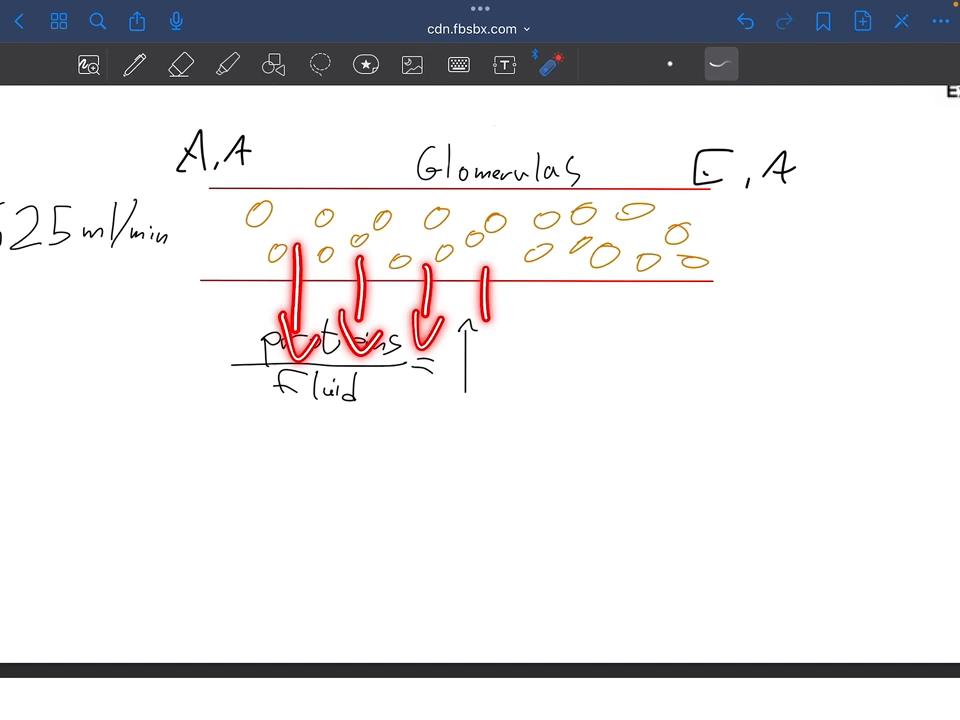 cdn.fbsbx.com
A,A
Glomerulas
E,A
525 ml/min
proteins
Fluid
= ↑